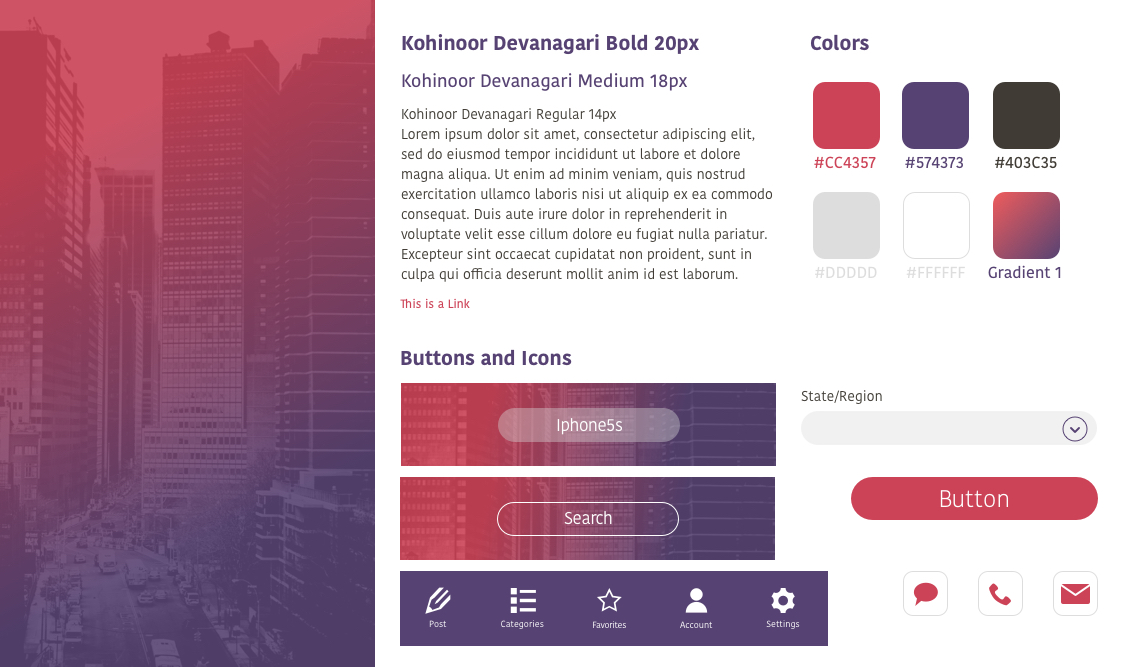 Kohinoor Devanagari Bold 20px
Kohinoor Devanagari Medium 18px
Kohinoor Devanagari Regular 14px
Lorem ipsum dolor sit amet, consectetur adipiscing elit,
sed do eiusmod tempor incididunt ut labore et dolore
magna aliqua. Ut enim ad minim veniam, quis nostrud
exercitation ullamco laboris nisi ut aliquip ex ea commodo
consequat. Duis aute irure dolor in reprehenderit in
voluptate velit esse cillum dolore eu fugiat nulla pariatur.
Excepteur sint occaecat cupidatat non proident, sunt in
culpa qui officia deserunt mollit anim id est laborum.
This is a Link
Colors
#CC4357 #574373 #403C35
#DDDDD #FFFFFF Gradient 1
Buttons and Icons
Iphone5s
Search
Post Categories Favorites Account Settings
State/Region
Button